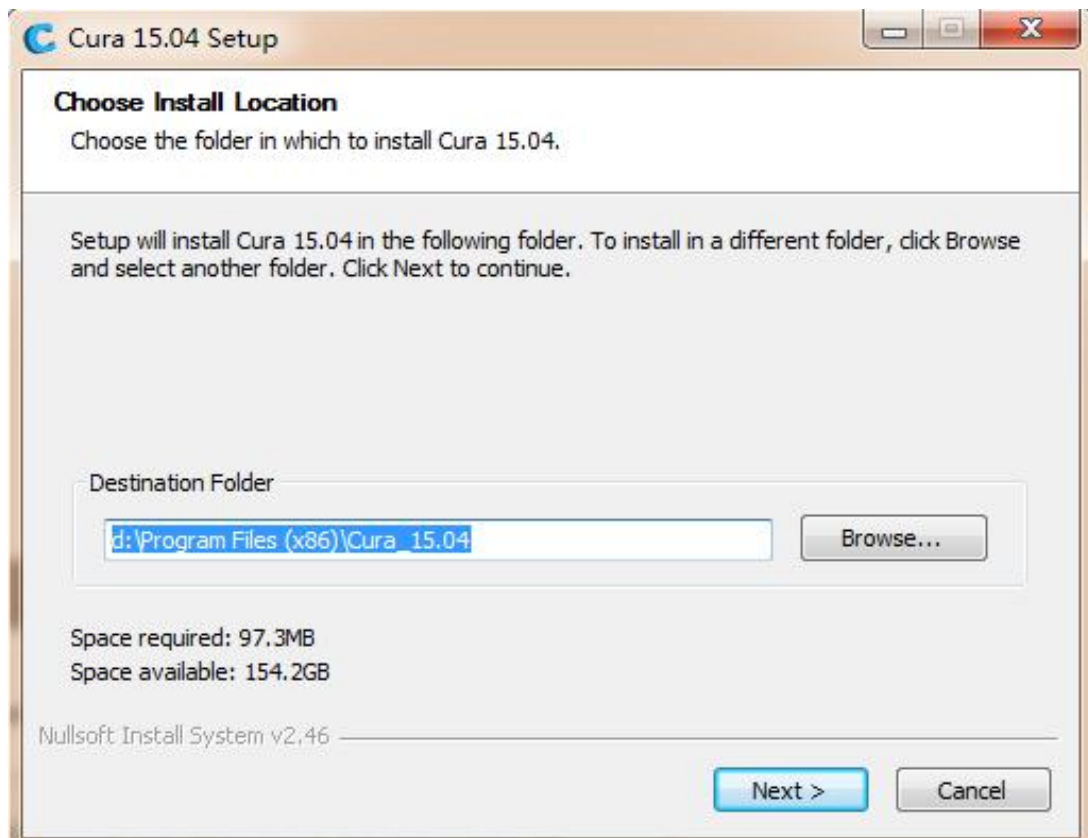 Cura 15.04 Setup
Choose Install Location
Choose the folder in which to install Cura 15.04.
Setup will install Cura 15.04 in the following folder. To install in a different folder, click Browse
and select another folder. Click Next to continue.
Destination Folder
d:\Program Files (x86)\Cura_15.04
Browse...
Space required: 97.3MB
Space available: 154.2GB
Nullsoft Install System v2.46
Next >
Cancel